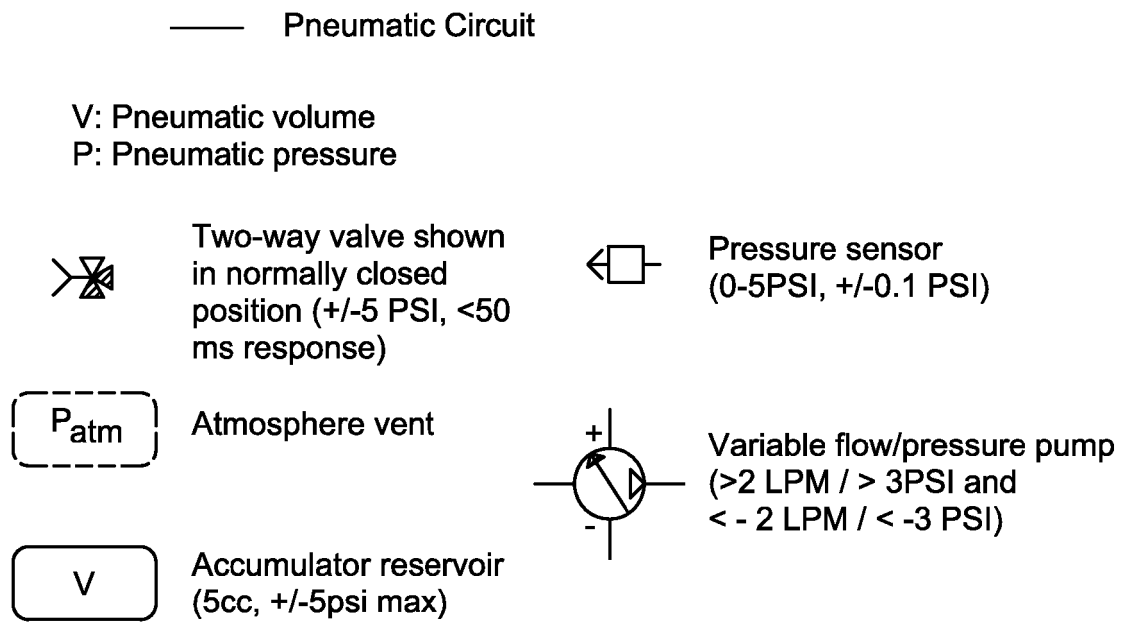 Pneumatic Circuit
V: Pneumatic volume
P: Pneumatic pressure
Two-way valve shown
in normally closed
position (+/-5 PSI, <50
ms response)
Pressure sensor
(0-5PSI, +/-0.1 PSI)
Patm
Atmosphere vent
+
-
Variable flow/pressure pump
(>2 LPM / > 3PSI and
< - 2 LPM / < -3 PSI)
V
Accumulator reservoir
(5cc, +/-5psi max)